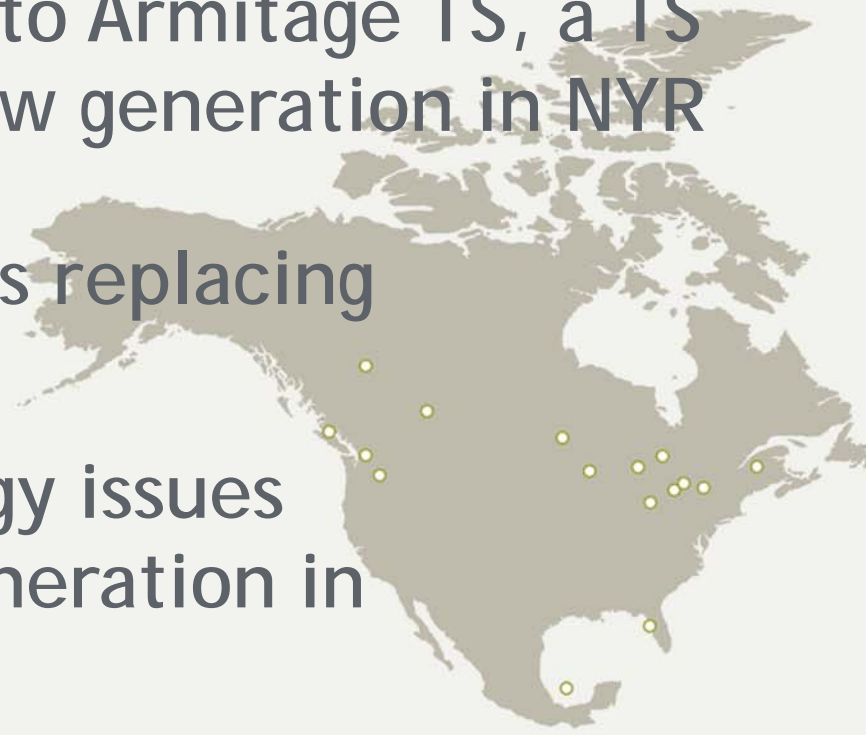 to Armitage TS, a TS
w generation in NYR
s replacing
gy issues
neration in